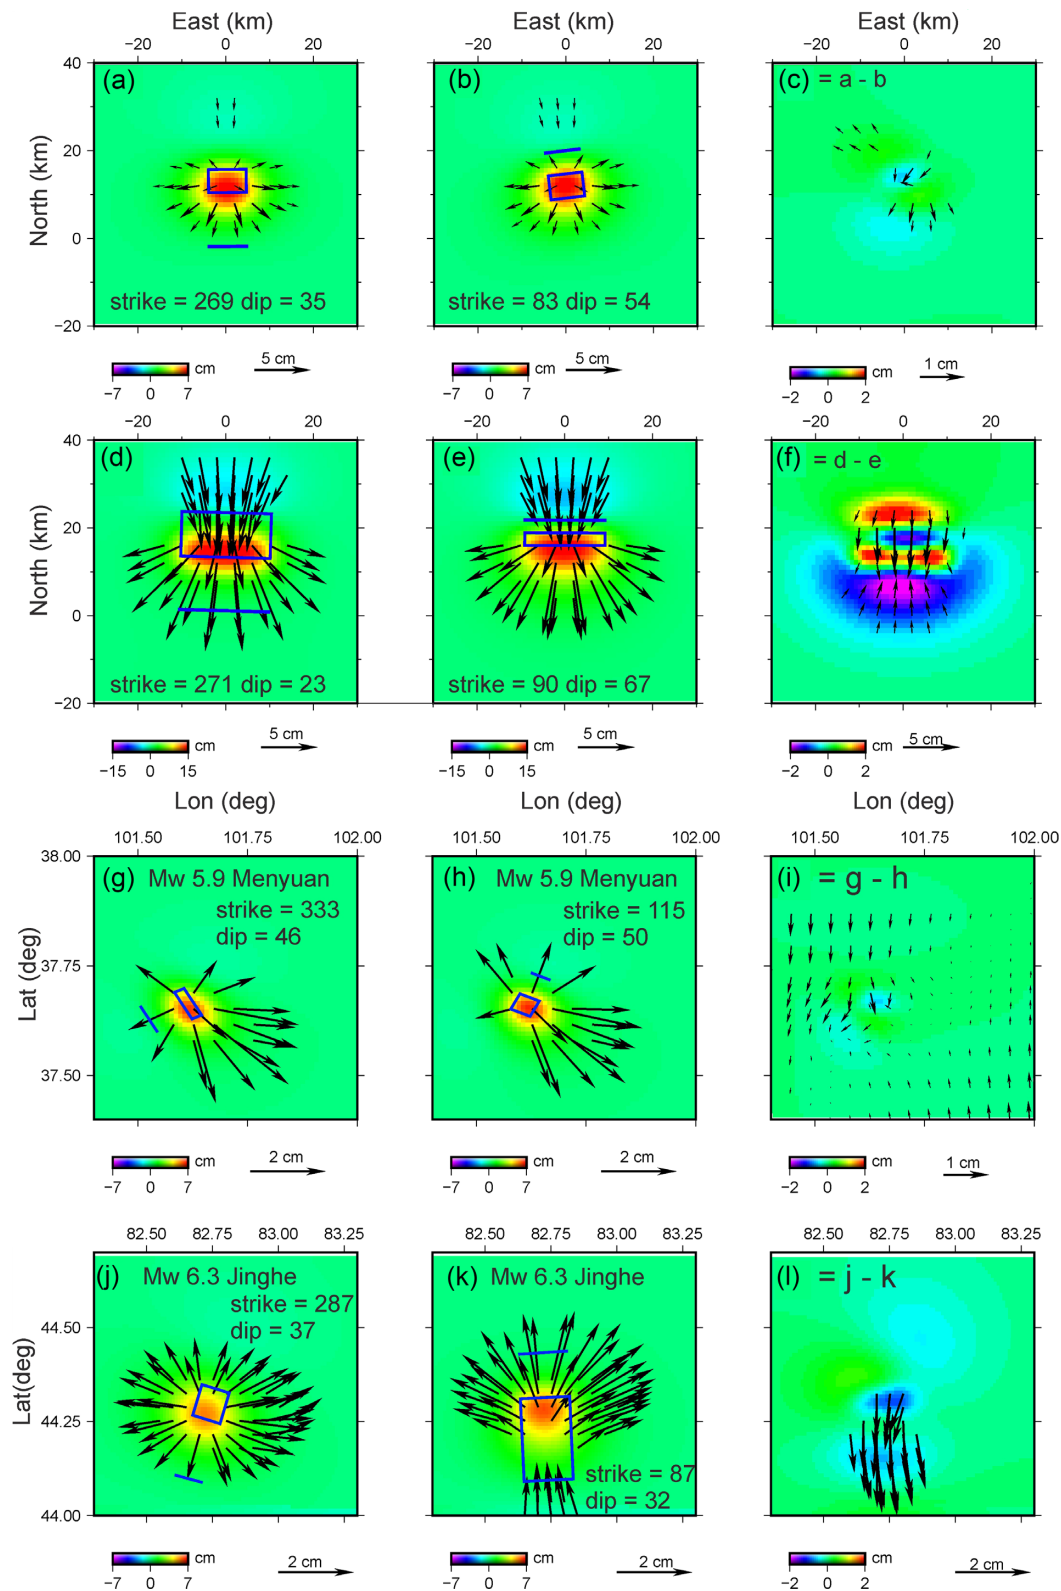 East (km) East (km) East (km)
−20 0 20 −20 0 20 −20 0 20
40
20
0
−20
North (km)
(a) (b) (c) = a - b
strike = 269 dip = 35 strike = 83 dip = 54
cm 5 cm cm 5 cm cm 1 cm
−7 0 7 −7 0 7 −2 0 2
−20 0 20 −20 0 20 −20 0 20
40
20
0
−20
North (km)
(d) (e) (f) = d - e
strike = 271 dip = 23 strike = 90 dip = 67
cm 5 cm cm 5 cm cm 5 cm
−15 0 15 −15 0 15 −2 0 2
Lon (deg) Lon (deg) Lon (deg)
101.50 101.75 102.00 101.50 101.75 102.00 101.50 101.75 102.00
38.00
37.75
37.50
Lat (deg)
(g) Mw 5.9 Menyuan (h) Mw 5.9 Menyuan (i) = g - h
strike = 333 strike = 115
dip = 46 dip = 50
cm 2 cm cm 2 cm cm 1 cm
−7 0 7 −7 0 7 −2 0 2
82.50 82.75 83.00 83.25 82.50 82.75 83.00 83.25 82.50 82.75 83.00 83.25
44.50
44.25
44.00
Lat(deg)
(j) Mw 6.3 Jinghe (k) Mw 6.3 Jinghe (l) = j - k
strike = 287
dip = 37
strike = 87
dip = 32
cm 2 cm cm 2 cm cm 2 cm
−7 0 7 −7 0 7 −2 0 2